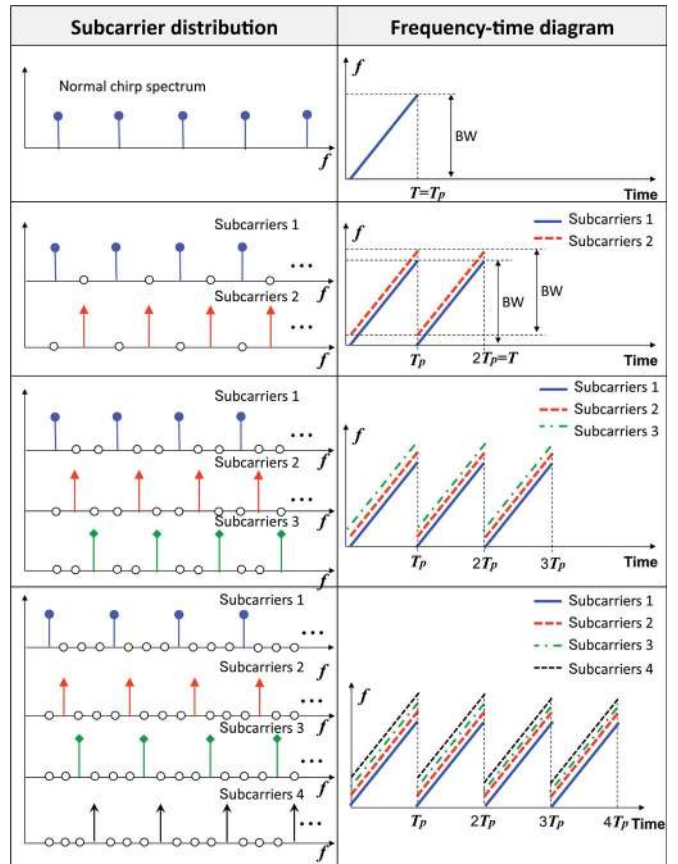 Subcarrier distribution
Frequency-time diagram
Normal chirp spectrum
f
f
BW
T=Tp
Time
Subcarriers 1
...
f
Subcarriers 2
...
f
f
Subcarriers 1
Subcarriers 2
BW
BW
Tp
2Tp=T
Time
Subcarriers 1
...
f
Subcarriers 2
...
f
Subcarriers 3
...
f
Subcarriers 1
Subcarriers 2
Subcarriers 3
f
Tp
2Tp
3Tp
Time
Subcarriers 1
...
f
Subcarriers 2
...
f
Subcarriers 3
...
f
Subcarriers 4
...
f
Subcarriers 1
Subcarriers 2
Subcarriers 3
Subcarriers 4
f
Tp
2Tp
3Tp
4Tp
Time